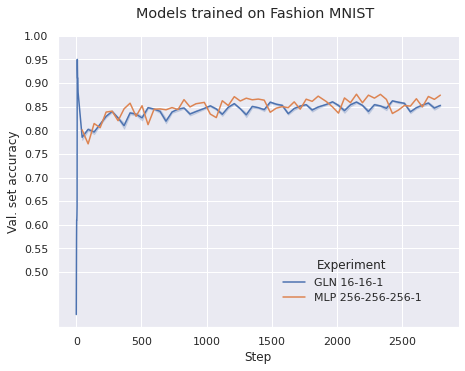 Models trained on Fashion MNIST
1.00
0.95
0.90
0.85
0.80
0.75
0.70
0.65
0.60
0.55
0.50
Val. set accuracy
Experiment
GLN 16-16-1
MLP 256-256-256-1
0 500 1000 1500 2000 2500
Step